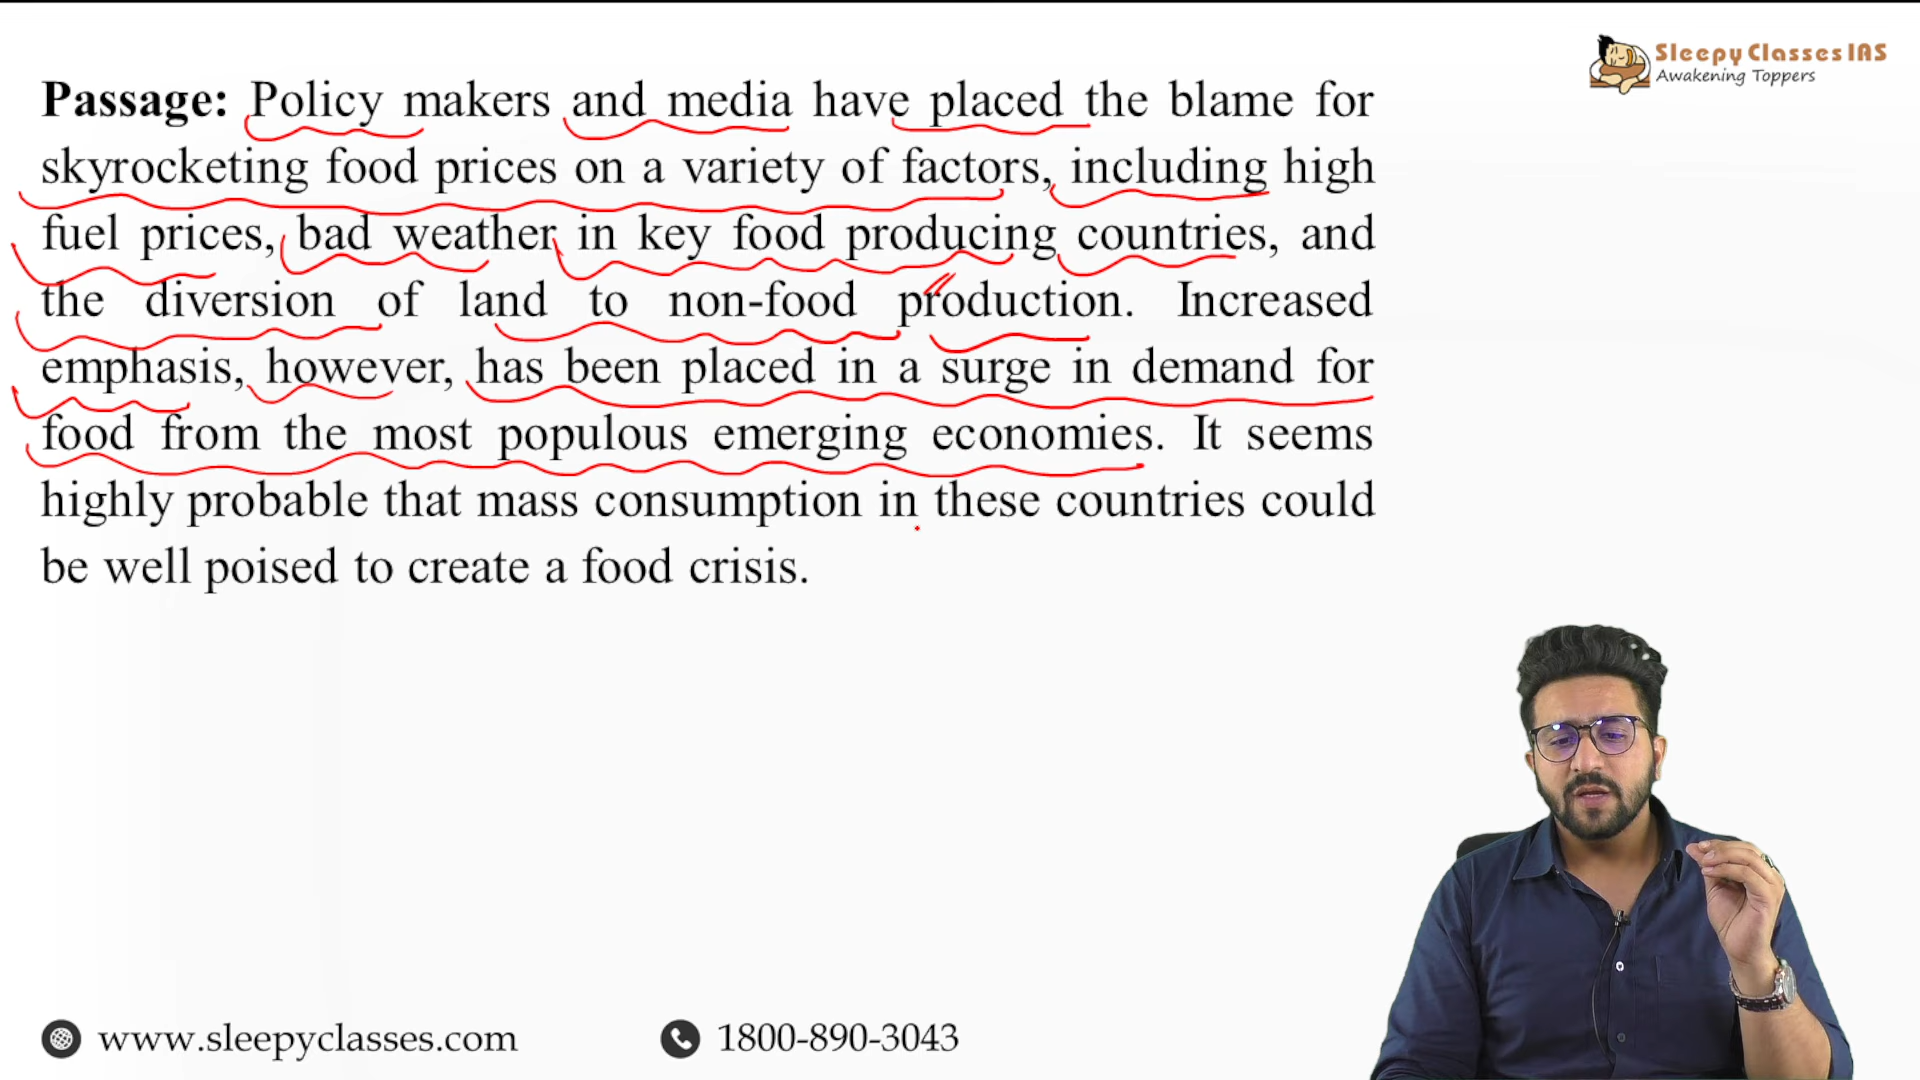 Sleepy Classes IAS
Awakening Toppers
Passage: Policy makers and media have placed the blame for
skyrocketing food prices on a variety of factors, including high
fuel prices, bad weather in key food producing countries, and
the diversion of land to non-food production. Increased
emphasis, however, has been placed in a surge in demand for
food from the most populous emerging economies. It seems
highly probable that mass consumption in these countries could
be well poised to create a food crisis.
www.sleepyclasses.com
1800-890-3043